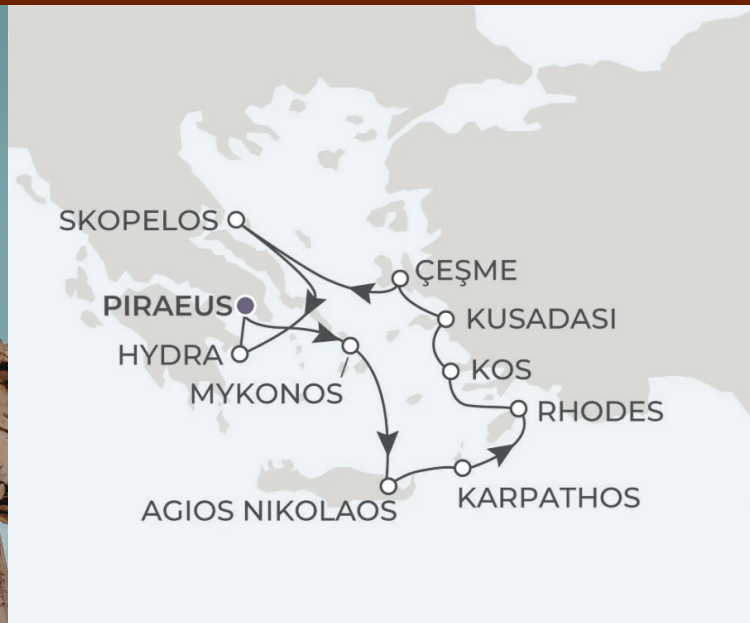 SKOPELOS
ÇEŞME
PIRAEUS
KUSADASI
HYDRA
KOS
MYKONOS
RHODES
KARPATHOS
AGIOS NIKOLAOS